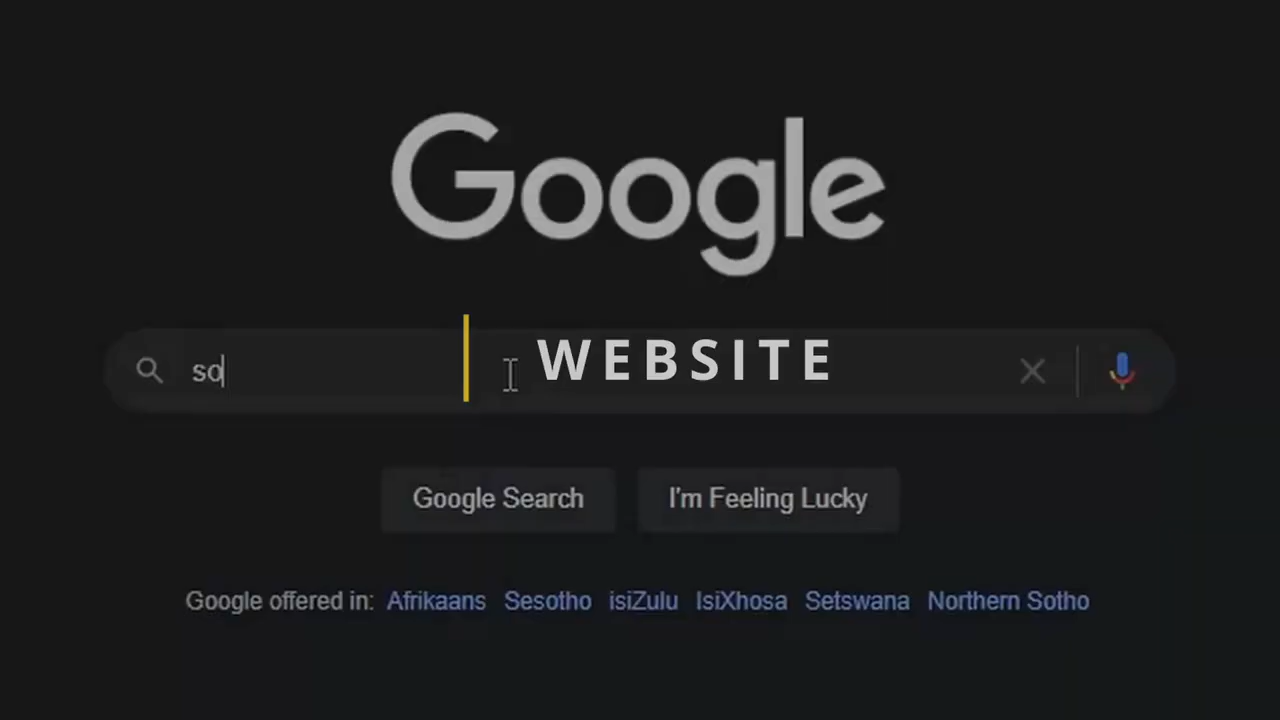 Google
so
WEBSITE
Google Search I'm Feeling Lucky
Google offered in: Afrikaans Sesotho isiZulu IsiXhosa Setswana Northern Sotho